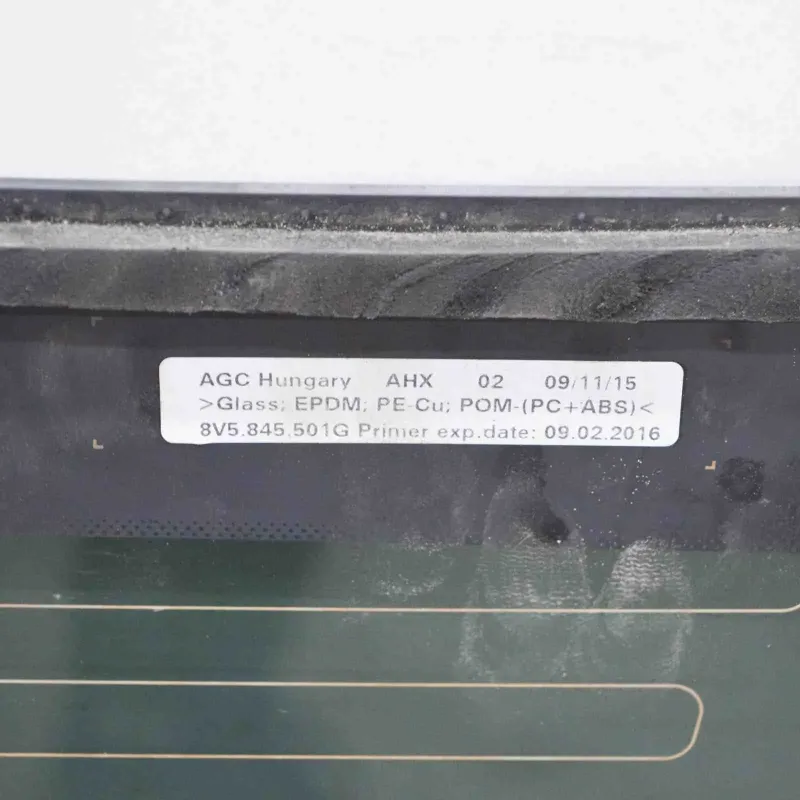 AGC Hungary AHX 02 09/11/15
>Glass; EPDM; PE-Cu; POM-(PC+ABS)<
8V5.845.501G Primer exp.date: 09.02.2016